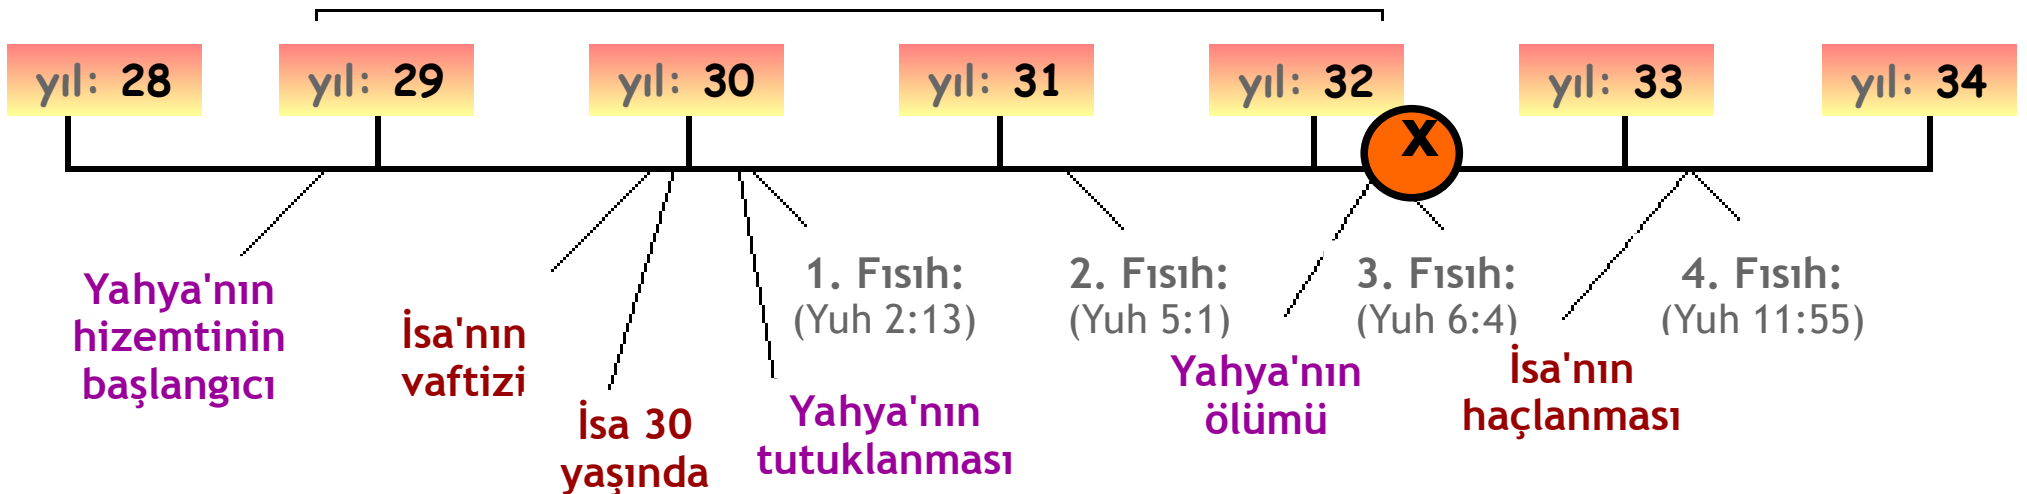 yıl: 28
yıl: 29
yıl: 30
yıl: 31
yıl: 32
yıl: 33
yıl: 34
X
Yahya'nın
hizemtinin
başlangıcı
İsa'nın
vaftizi
İsa 30
yaşında
Yahya'nın
tutuklanması
1. Fısıh:
(Yuh 2:13)
2. Fısıh:
(Yuh 5:1)
Yahya'nın
ölümü
3. Fısıh:
(Yuh 6:4)
İsa'nın
haçlanması
4. Fısıh:
(Yuh 11:55)